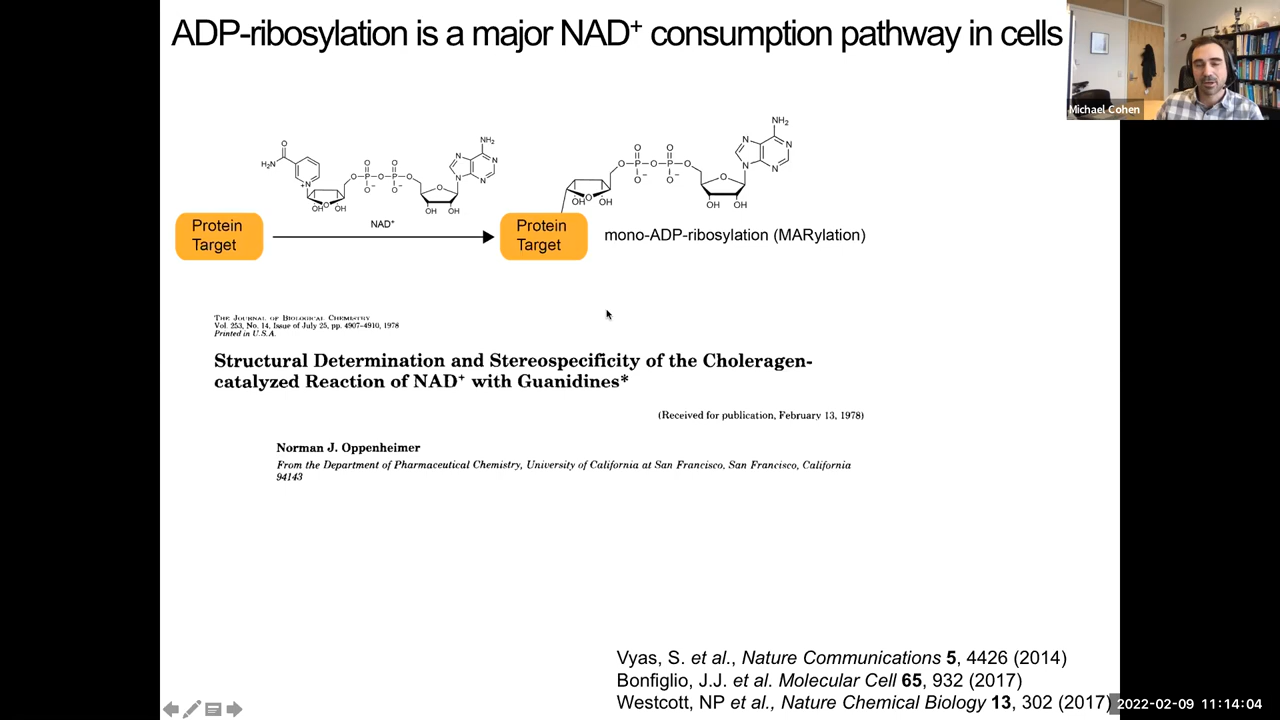 ADP-ribosylation is a major NAD+ consumption pathway in cells
Michael Cohen
NH₂
O
H₂N
N
+
O
O
O
P
O
P
O
O⁻
O⁻
O
N
N
N
N
NH₂
OH
OH
OH
OH
O
O
O
P
O
P
O
O⁻
O⁻
O
N
N
N
N
OH
OH
OH
OH
O
Protein
Target
NAD⁺
Protein
Target
mono-ADP-ribosylation (MARylation)
THE JOURNAL OF BIOLOGICAL CHEMISTRY
Vol. 253, No. 14, Issue of July 25, pp. 4907-4910, 1978
Printed in U.S.A.
Structural Determination and Stereospecificity of the Choleragen-
catalyzed Reaction of NAD⁺ with Guanidines*
(Received for publication, February 13, 1978)
Norman J. Oppenheimer
From the Department of Pharmaceutical Chemistry, University of California at San Francisco, San Francisco, California
94143
Vyas, S. et al., Nature Communications 5, 4426 (2014)
Bonfiglio, J.J. et al. Molecular Cell 65, 932 (2017)
Westcott, NP et al., Nature Chemical Biology 13, 302 (2017)
2022-02-09 11:14:04